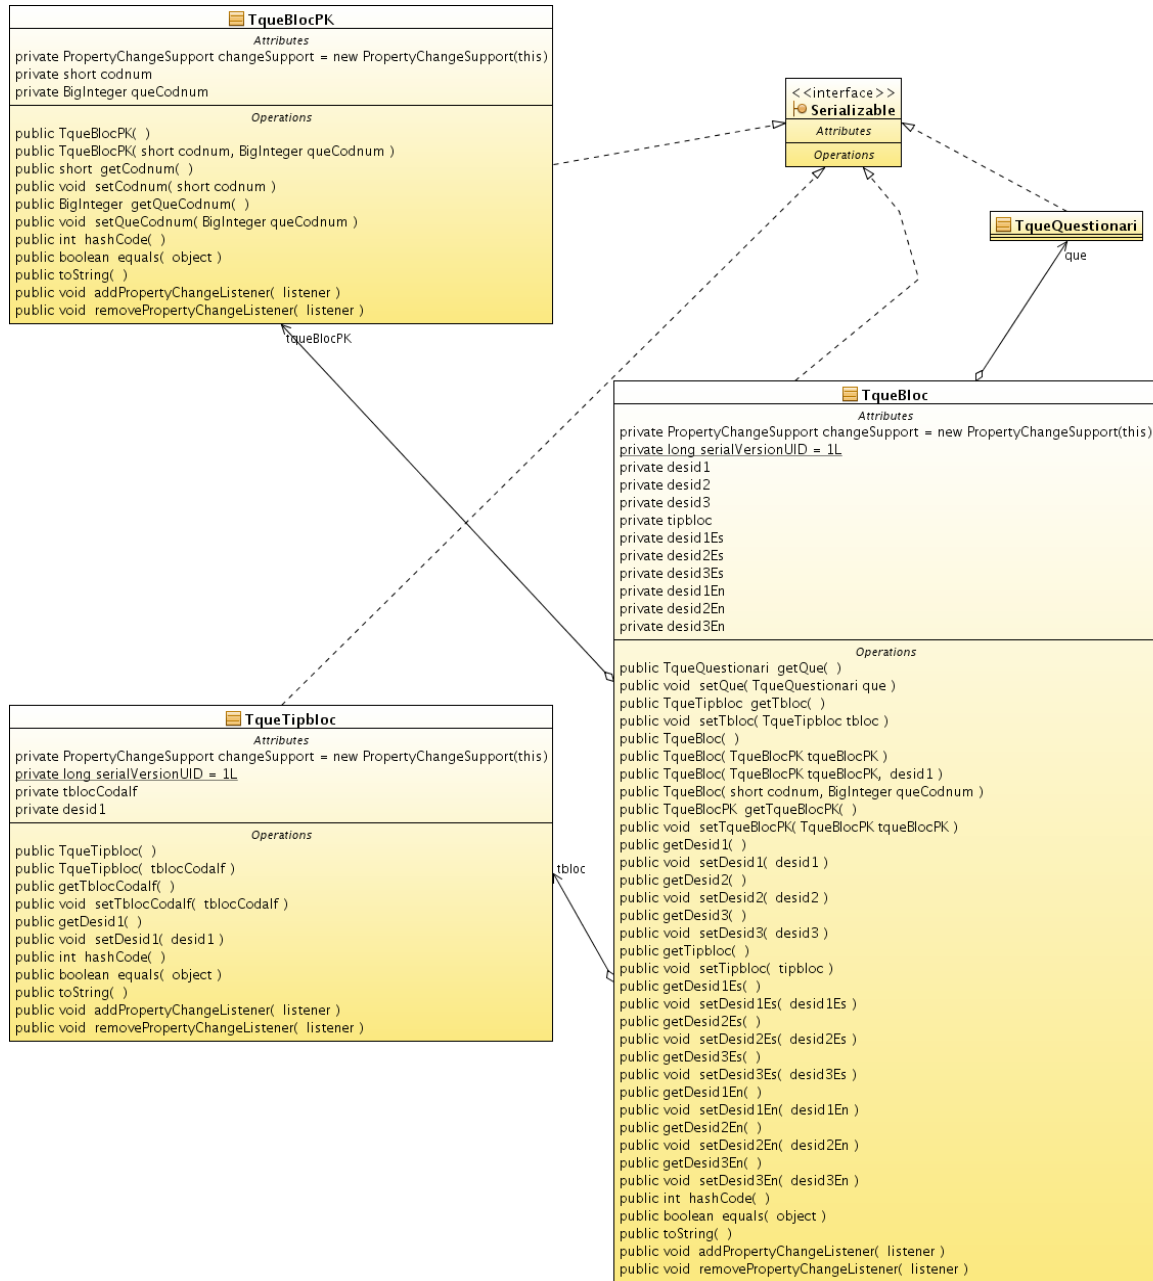 TqueBlocPK
Attributes
private PropertyChangeSupport changeSupport = new PropertyChangeSupport(this)
private short codnum
private BigInteger queCodnum
Operations
public TqueBlocPK( )
public TqueBlocPK( short codnum, BigInteger queCodnum )
public short getCodnum( )
public void setCodnum( short codnum )
public BigInteger getQueCodnum( )
public void setQueCodnum( BigInteger queCodnum )
public int hashCode( )
public boolean equals( object )
public toString( )
public void addPropertyChangeListener( listener )
public void removePropertyChangeListener( listener )
<<interface>>
Serializable
Attributes
Operations
TqueQuestionari
que
tqueBlocPK
TqueBloc
Attributes
private PropertyChangeSupport changeSupport = new PropertyChangeSupport(this)
private long serialVersionUID = 1L
private desid1
private desid2
private desid3
private tipbloc
private desid1Es
private desid2Es
private desid3Es
private desid1En
private desid2En
private desid3En
Operations
public TqueQuestionari getQue( )
public void setQue( TqueQuestionari que )
public TqueTipbloc getTbloc( )
public void setTbloc( TqueTipbloc tbloc )
public TqueBloc( )
public TqueBloc( TqueBlocPK tqueBlocPK )
public TqueBloc( TqueBlocPK tqueBlocPK, desid1 )
public TqueBloc( short codnum, BigInteger queCodnum )
public TqueBlocPK getTqueBlocPK( )
public void setTqueBlocPK( TqueBlocPK tqueBlocPK )
public getDesid1( )
public void setDesid1( desid1 )
public getDesid2( )
public void setDesid2( desid2 )
public getDesid3( )
public void setDesid3( desid3 )
public getTipbloc( )
public void setTipbloc( tipbloc )
public getDesid1Es( )
public void setDesid1Es( desid1Es )
public getDesid2Es( )
public void setDesid2Es( desid2Es )
public getDesid3Es( )
public void setDesid3Es( desid3Es )
public getDesid1En( )
public void setDesid1En( desid1En )
public getDesid2En( )
public void setDesid2En( desid2En )
public getDesid3En( )
public void setDesid3En( desid3En )
public int hashCode( )
public boolean equals( object )
public toString( )
public void addPropertyChangeListener( listener )
public void removePropertyChangeListener( listener )
TqueTipbloc
Attributes
private PropertyChangeSupport changeSupport = new PropertyChangeSupport(this)
private long serialVersionUID = 1L
private tblocCodalf
private desid1
Operations
public TqueTipbloc( )
public TqueTipbloc( tblocCodalf )
public getTblocCodalf( )
public void setTblocCodalf( tblocCodalf )
public getDesid1( )
public void setDesid1( desid1 )
public int hashCode( )
public boolean equals( object )
public toString( )
public void addPropertyChangeListener( listener )
public void removePropertyChangeListener( listener )
tbloc